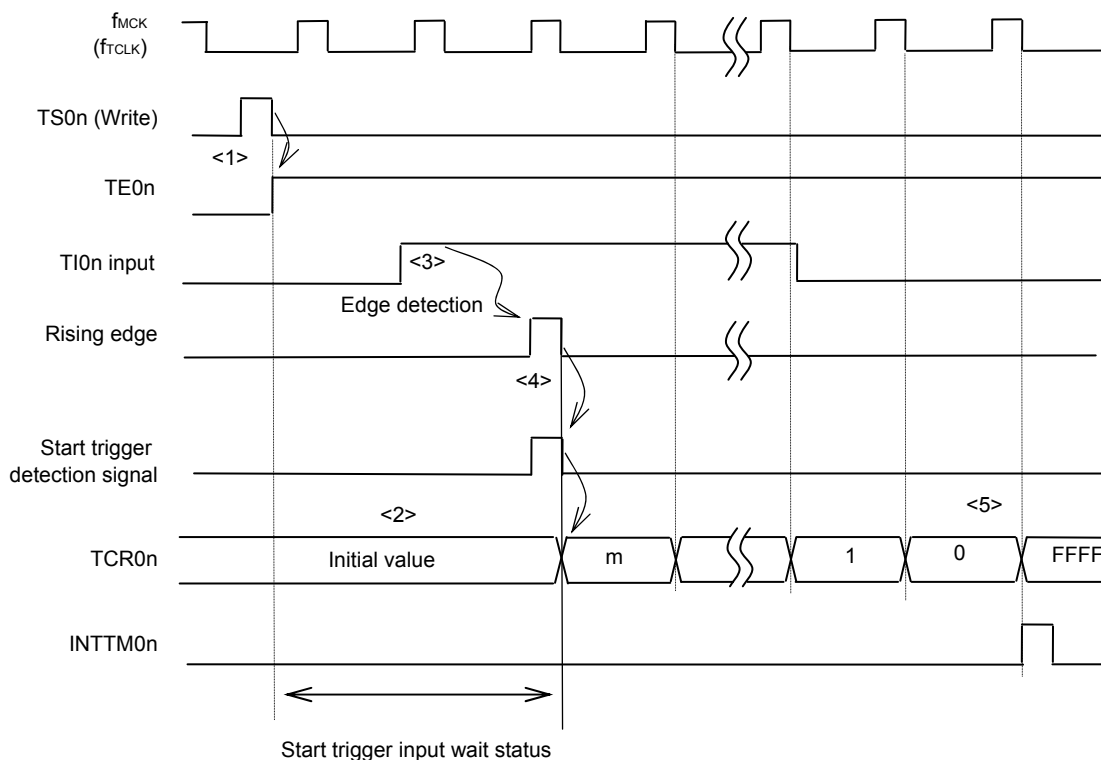 fMCK
(fTCLK)
TS0n (Write)
<1>
TE0n
TI0n input
<3>
Edge detection
Rising edge
<4>
Start trigger
detection signal
<2>
<5>
TCR0n
Initial value
m
1
0
FFFF
INTTM0n
Start trigger input wait status